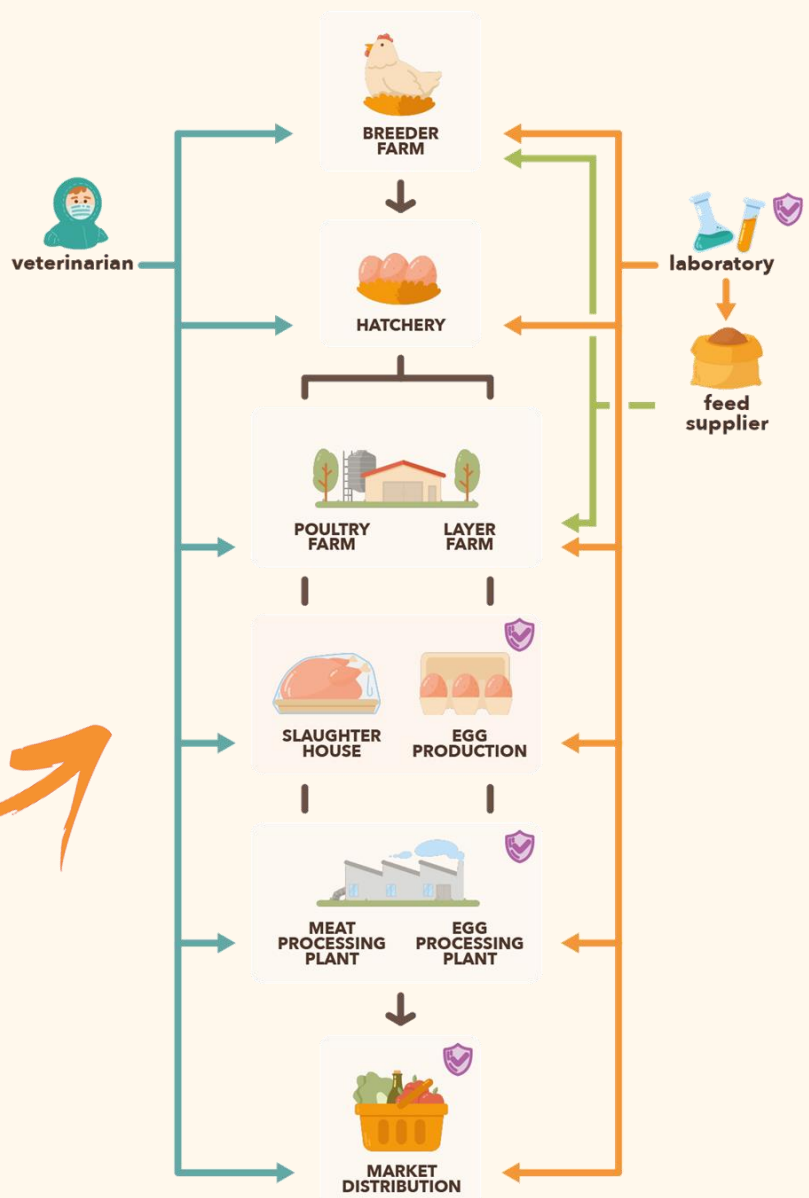 BREEDER
FARM
veterinarian
laboratory
HATCHERY
feed
supplier
POULTRY
FARM
LAYER
FARM
SLAUGHTER
HOUSE
EGG
PRODUCTION
MEAT
PROCESSING
PLANT
EGG
PROCESSING
PLANT
MARKET
DISTRIBUTION